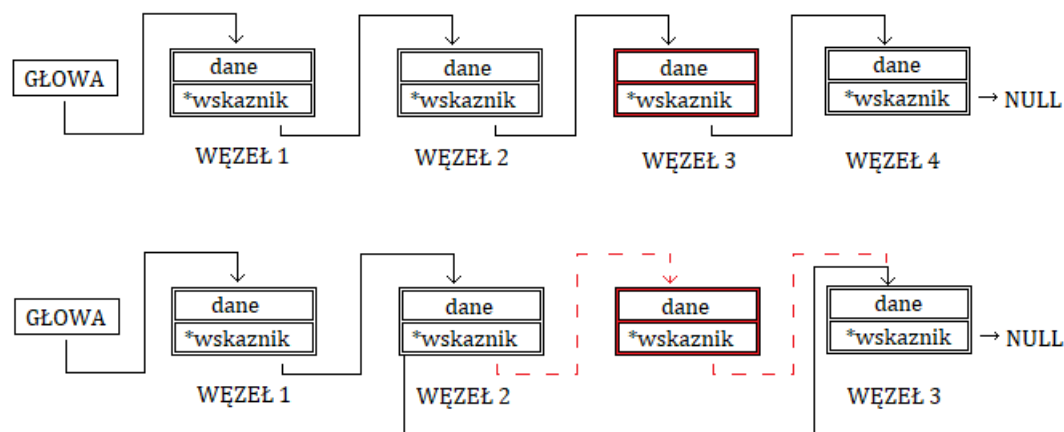 GŁOWA
dane
*wskaznik
WĘZEŁ 1
dane
*wskaznik
WĘZEŁ 2
dane
*wskaznik
WĘZEŁ 3
dane
*wskaznik
WĘZEŁ 4
→ NULL
GŁOWA
dane
*wskaznik
WĘZEŁ 1
dane
*wskaznik
WĘZEŁ 2
dane
*wskaznik
dane
*wskaznik
WĘZEŁ 3
→ NULL